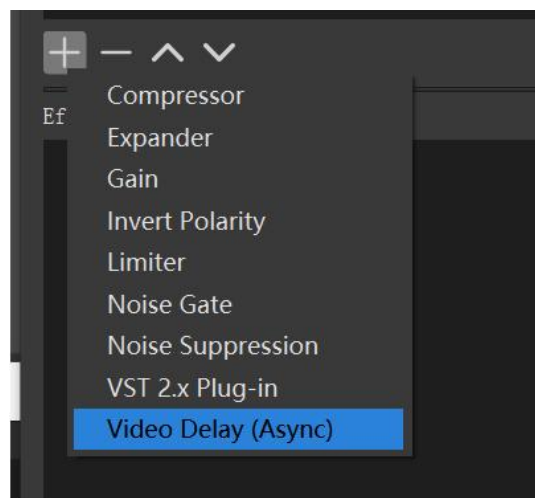 Compressor
Ef
Expander
Gain
Invert Polarity
Limiter
Noise Gate
Noise Suppression
VST 2.x Plug-in
Video Delay (Async)